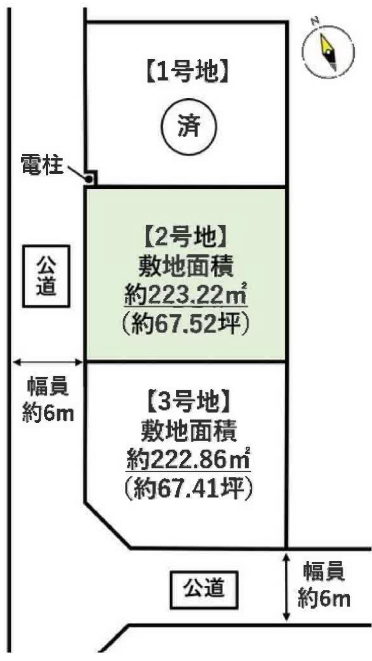 N
【1号地】
済
電柱
【2号地】
敷地面積
約223.22㎡
(約67.52坪)
公道
幅員
約6m
【3号地】
敷地面積
約222.86㎡
(約67.41坪)
公道
幅員
約6m